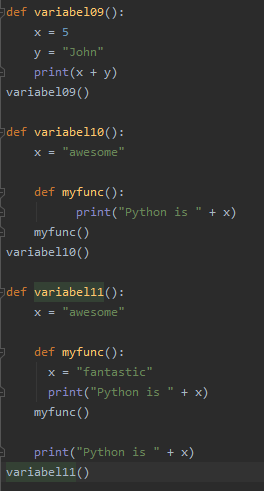 def variabel09():
    x = 5
    y = "John"
    print(x + y)
variabel09()

def variabel10():
    x = "awesome"

    def myfunc():
          print("Python is " + x)
    myfunc()
variabel10()

def variabel11():
    x = "awesome"

    def myfunc():
      x = "fantastic"
      print("Python is " + x)
    myfunc()

    print("Python is " + x)
variabel11()